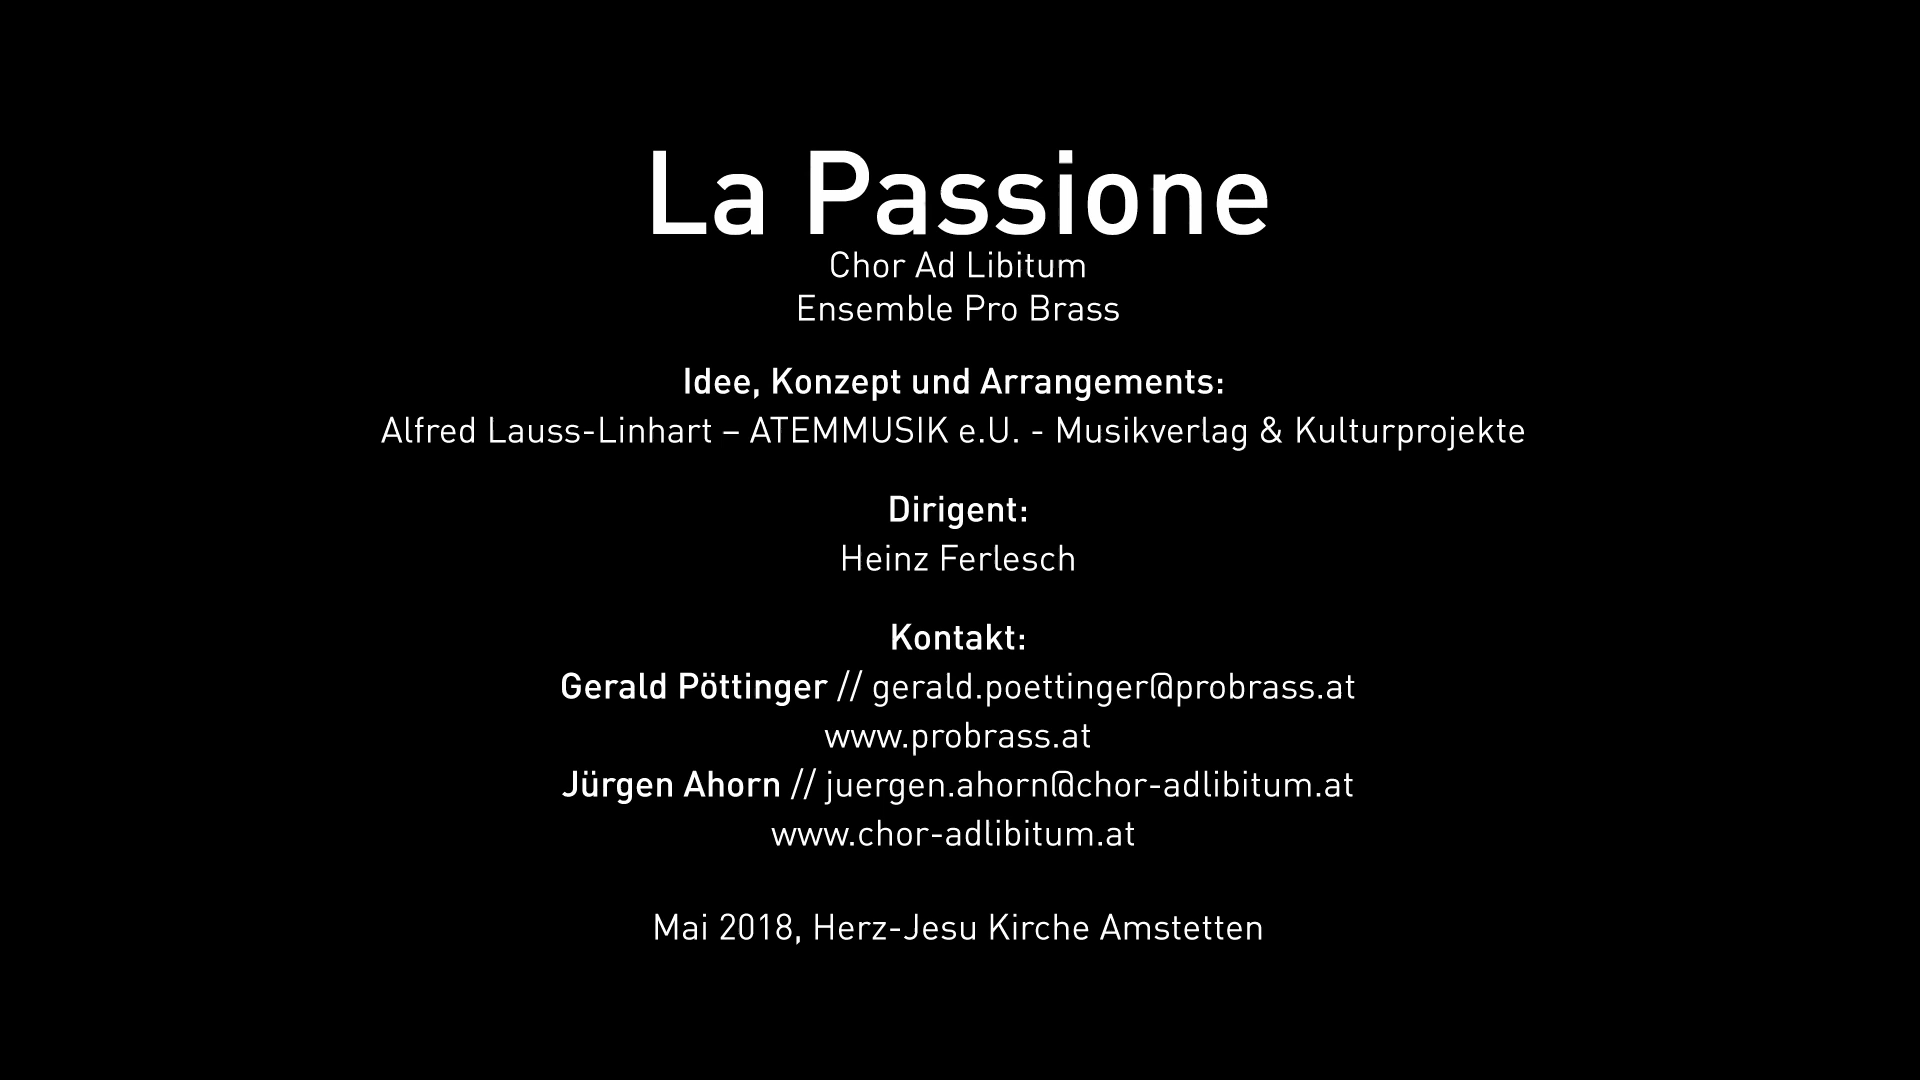 La Passione
Chor Ad Libitum
Ensemble Pro Brass
Idee, Konzept und Arrangements:
Alfred Lauss-Linhart – ATEMMUSIK e.U. - Musikverlag & Kulturprojekte
Dirigent:
Heinz Ferlesch
Kontakt:
Gerald Pöttinger // gerald.poettinger@probrass.at
www.probrass.at
Jürgen Ahorn // juergen.ahorn@chor-adlibitum.at
www.chor-adlibitum.at
Mai 2018, Herz-Jesu Kirche Amstetten